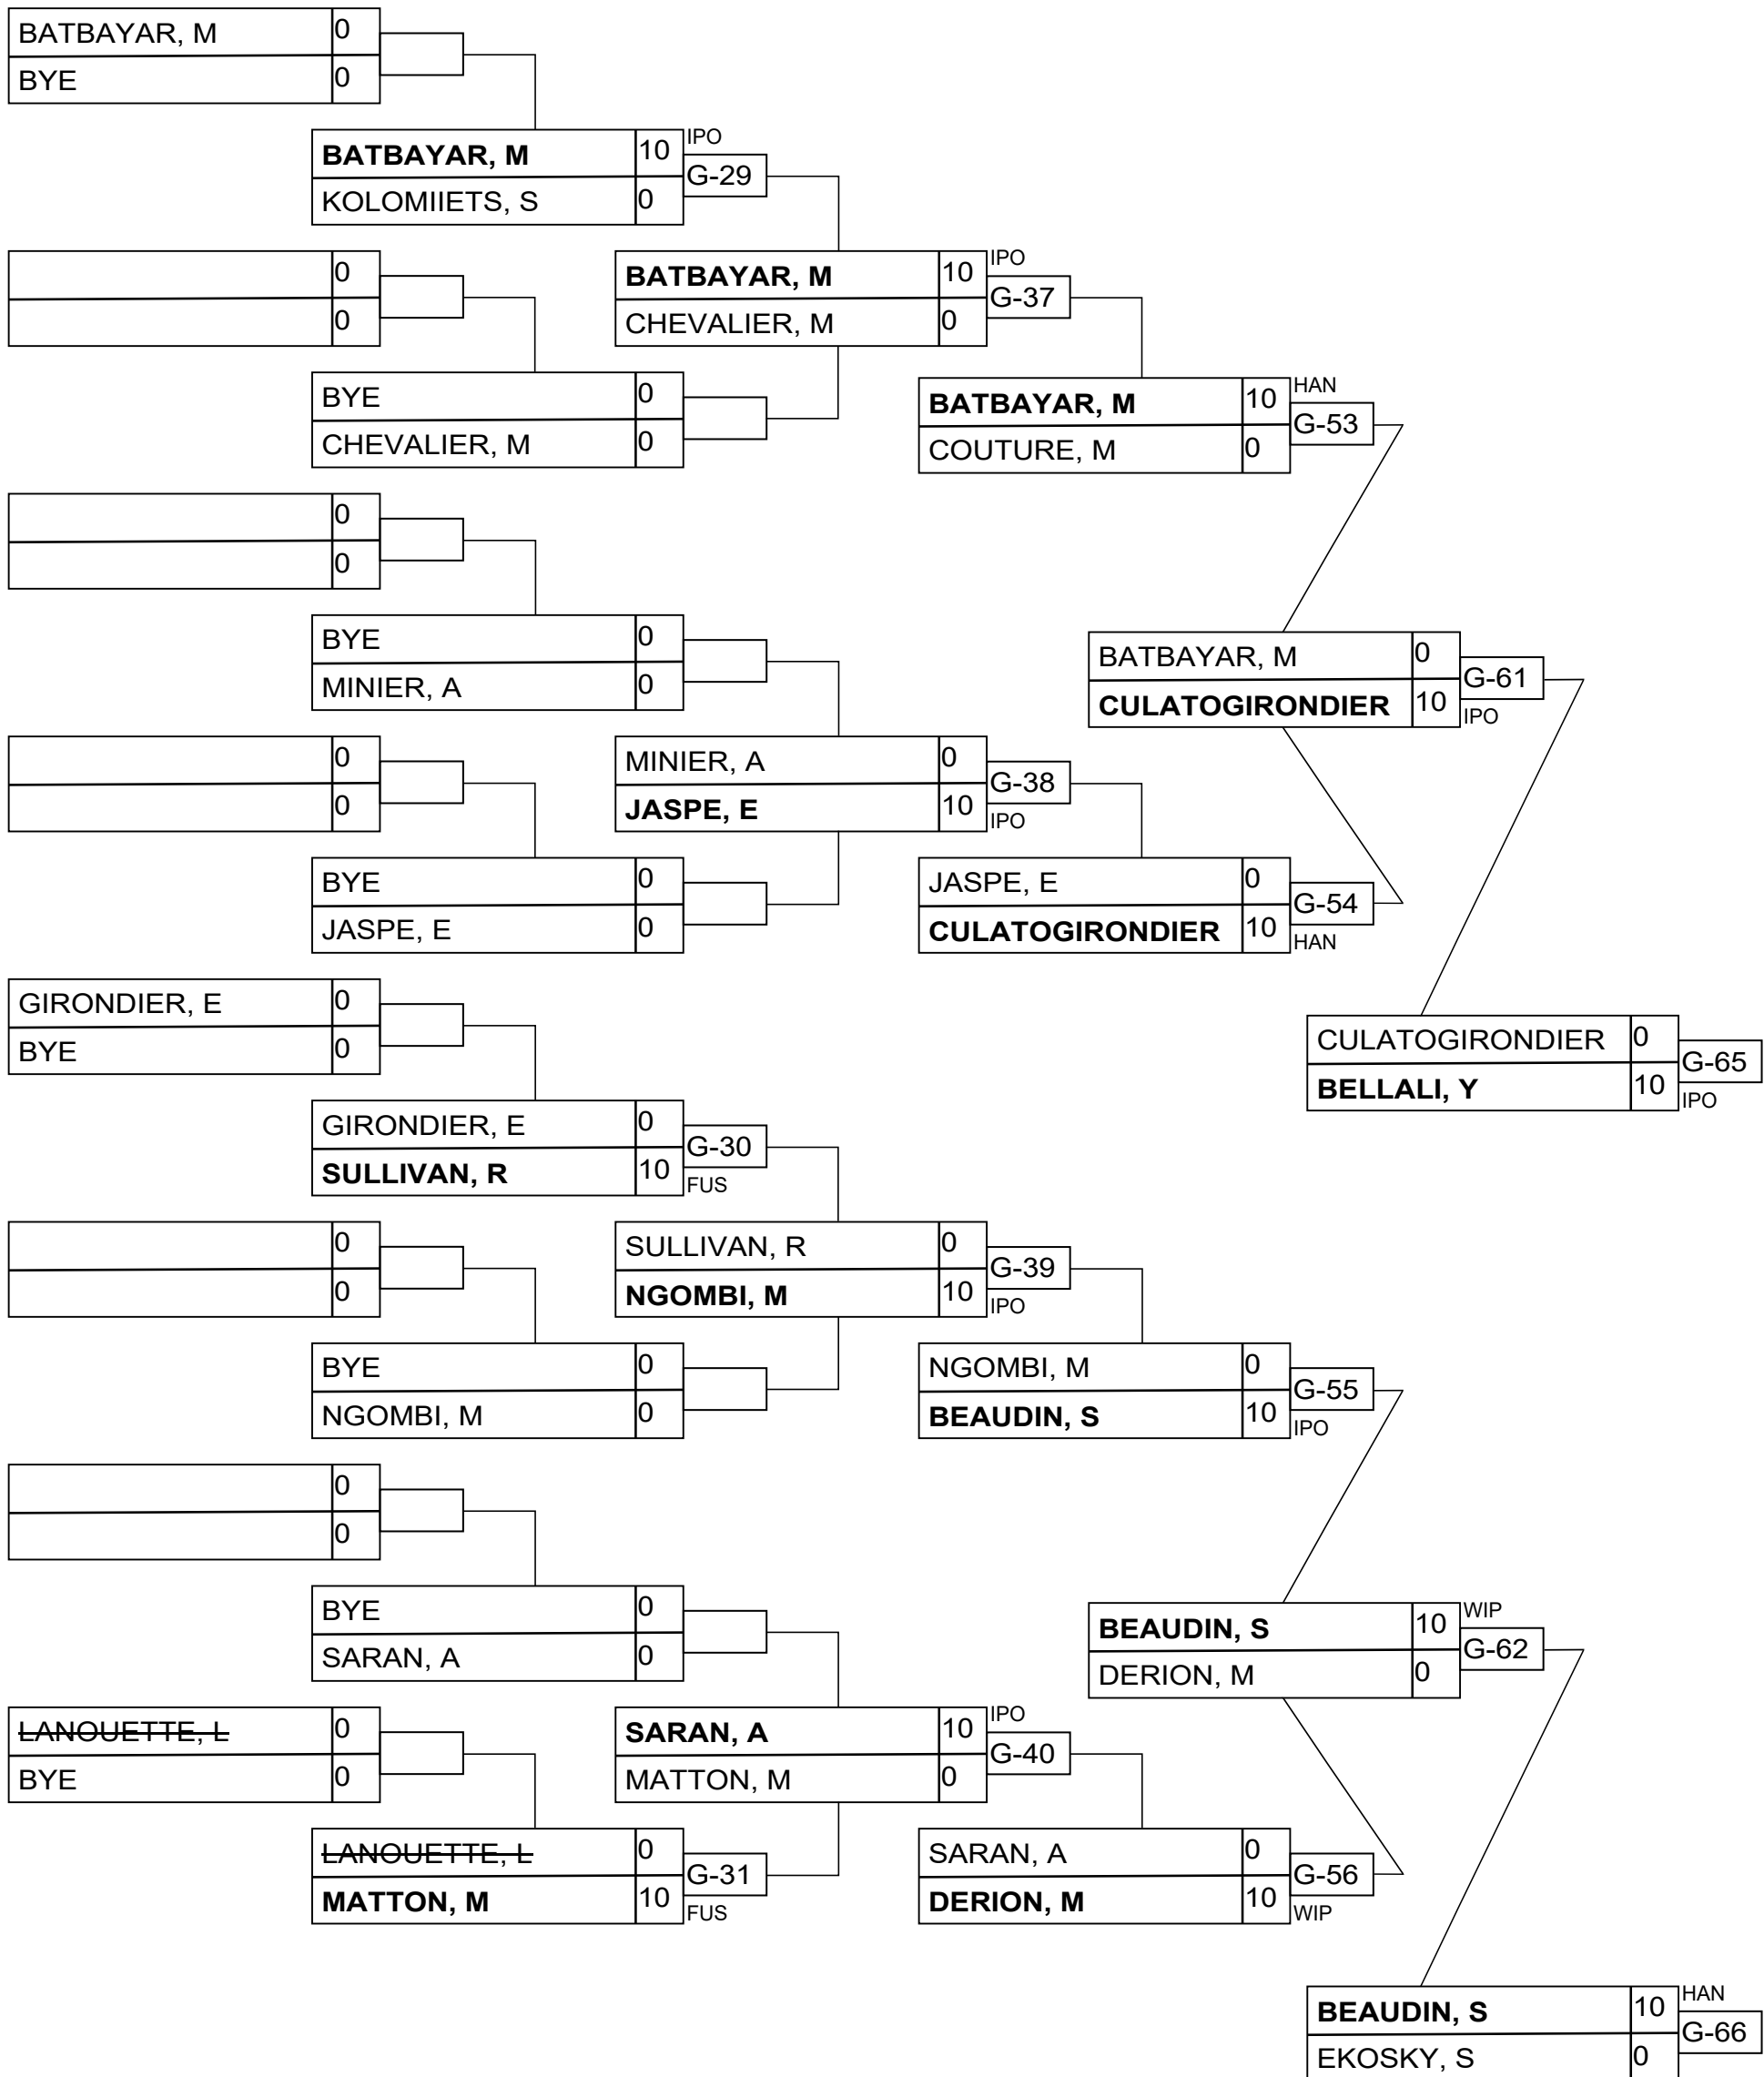 BATBAYAR, M 0
BYE 0
BATBAYAR, M 10 IPO
G-29
KOLOMIIETS, S 0
0
0
BATBAYAR, M 10 IPO
G-37
CHEVALIER, M 0
BYE 0
CHEVALIER, M 0
BATBAYAR, M 10 HAN
G-53
COUTURE, M 0
0
0
BYE 0
MINIER, A 0
BATBAYAR, M 0
G-61
CULATOGIRONDIER 10 IPO
0
0
MINIER, A 0
G-38
JASPE, E 10 IPO
BYE 0
JASPE, E 0
JASPE, E 0
G-54
CULATOGIRONDIER 10 HAN
GIRONDIER, E 0
BYE 0
CULATOGIRONDIER 0
G-65
BELLALI, Y 10 IPO
GIRONDIER, E 0
G-30
SULLIVAN, R 10 FUS
0
0
SULLIVAN, R 0
G-39
NGOMBI, M 10 IPO
BYE 0
NGOMBI, M 0
NGOMBI, M 0
G-55
BEAUDIN, S 10 IPO
0
0
BYE 0
SARAN, A 0
BEAUDIN, S 10 WIP
G-62
DERION, M 0
LANOUETTE, L 0
BYE 0
SARAN, A 10 IPO
G-40
MATTON, M 0
LANOUETTE, L 0
G-31
MATTON, M 10 FUS
SARAN, A 0
G-56
DERION, M 10 WIP
BEAUDIN, S 10 HAN
G-66
EKOSKY, S 0